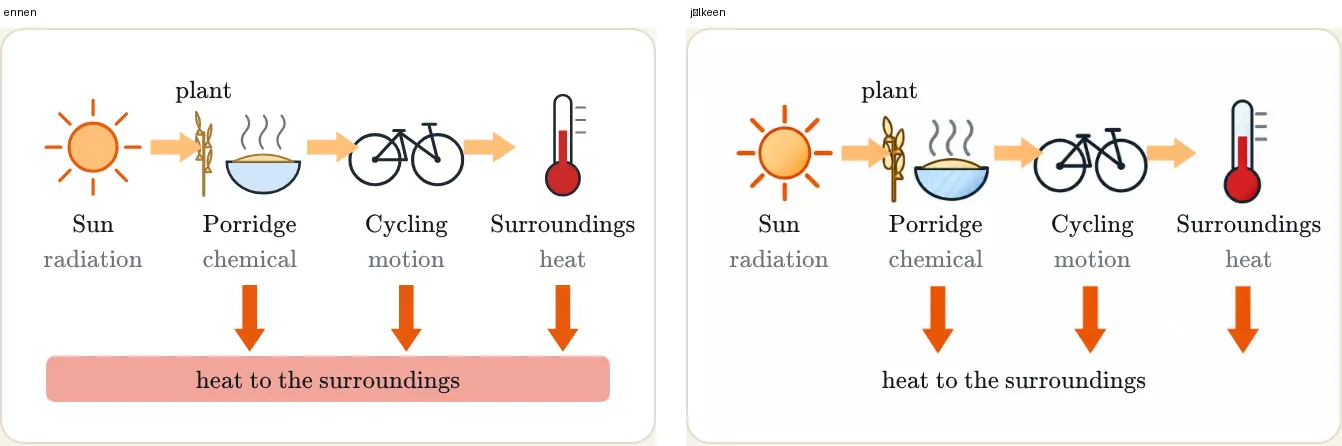 ennen
plant
Sun
Porridge
Cycling
Surroundings
radiation
chemical
motion
heat
heat to the surroundings
plant
Sun
Porridge
Cycling
Surroundings
radiation
chemical
motion
heat
heat to the surroundings